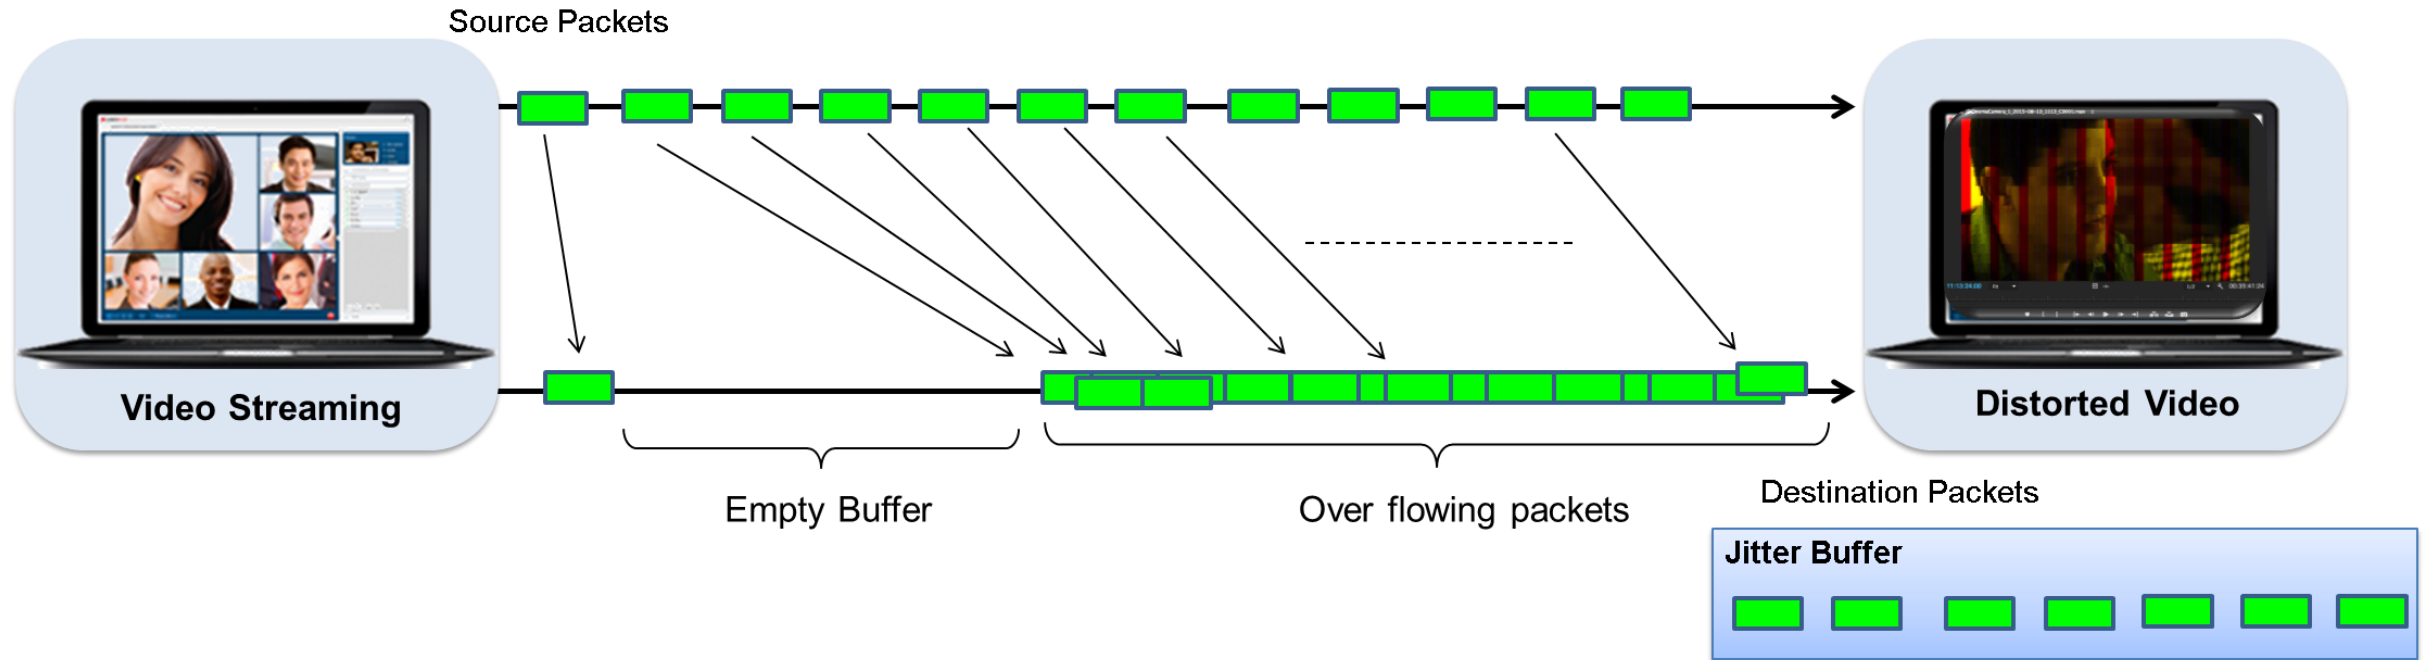 Source Packets
Video Streaming
Distorted Video
Empty Buffer
Over flowing packets
Destination Packets
Jitter Buffer